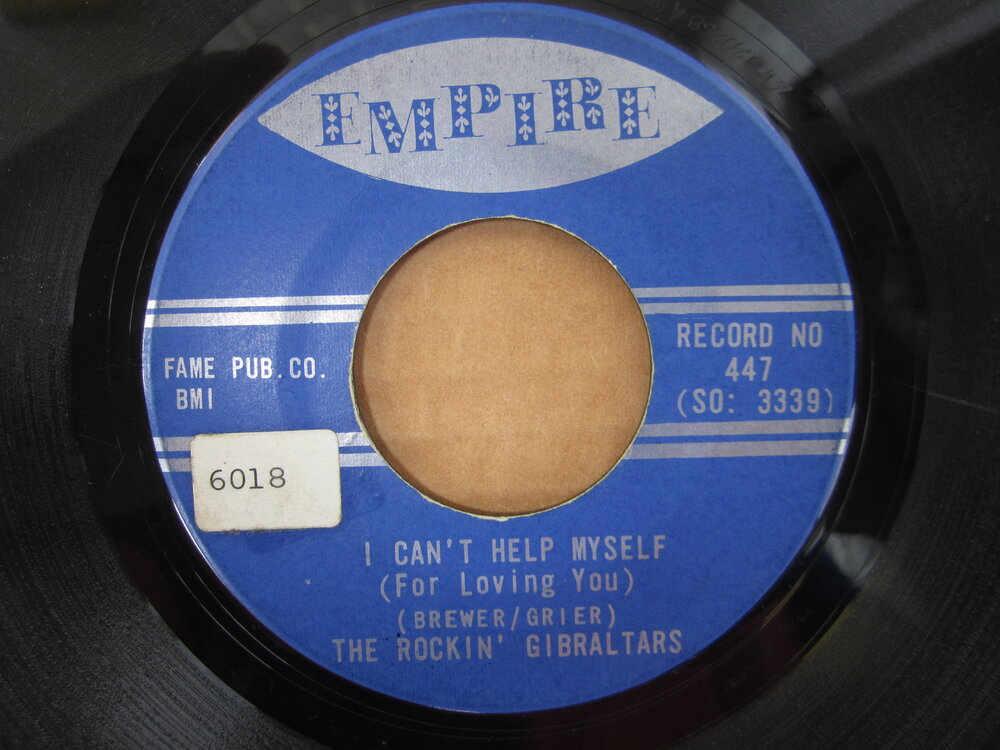 EMPIRE
FAME PUB. CO.
BMI
RECORD NO
447
(SO: 3339)
6018
I CAN'T HELP MYSELF
(For Loving You)
(BREWER/GRIER)
THE ROCKIN' GIBRALTARS